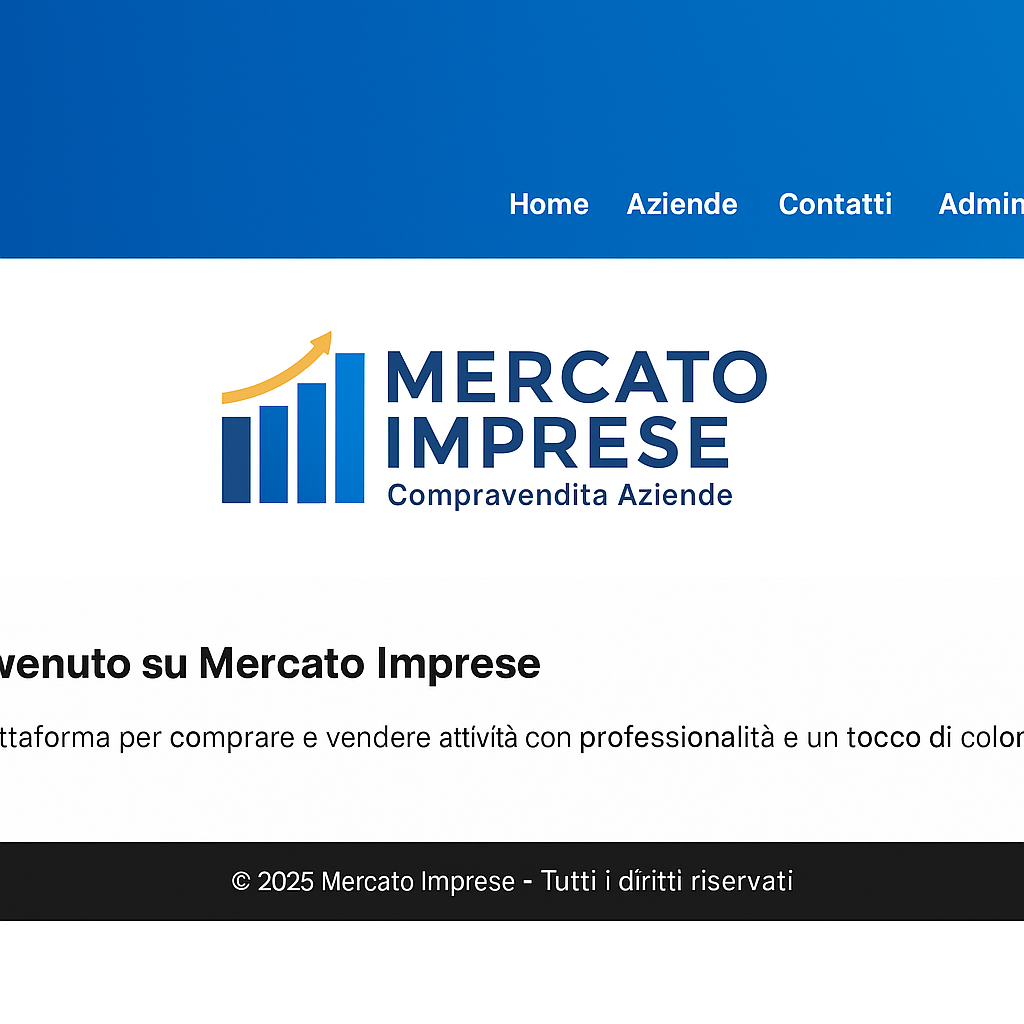 Home Aziende Contatti Admin
MERCATO
IMPRESE
Compravendita Aziende
venuto su Mercato Imprese
ttaforma per comprare e vendere attività con professionalità e un tocco di color
© 2025 Mercato Imprese - Tutti i diritti riservati